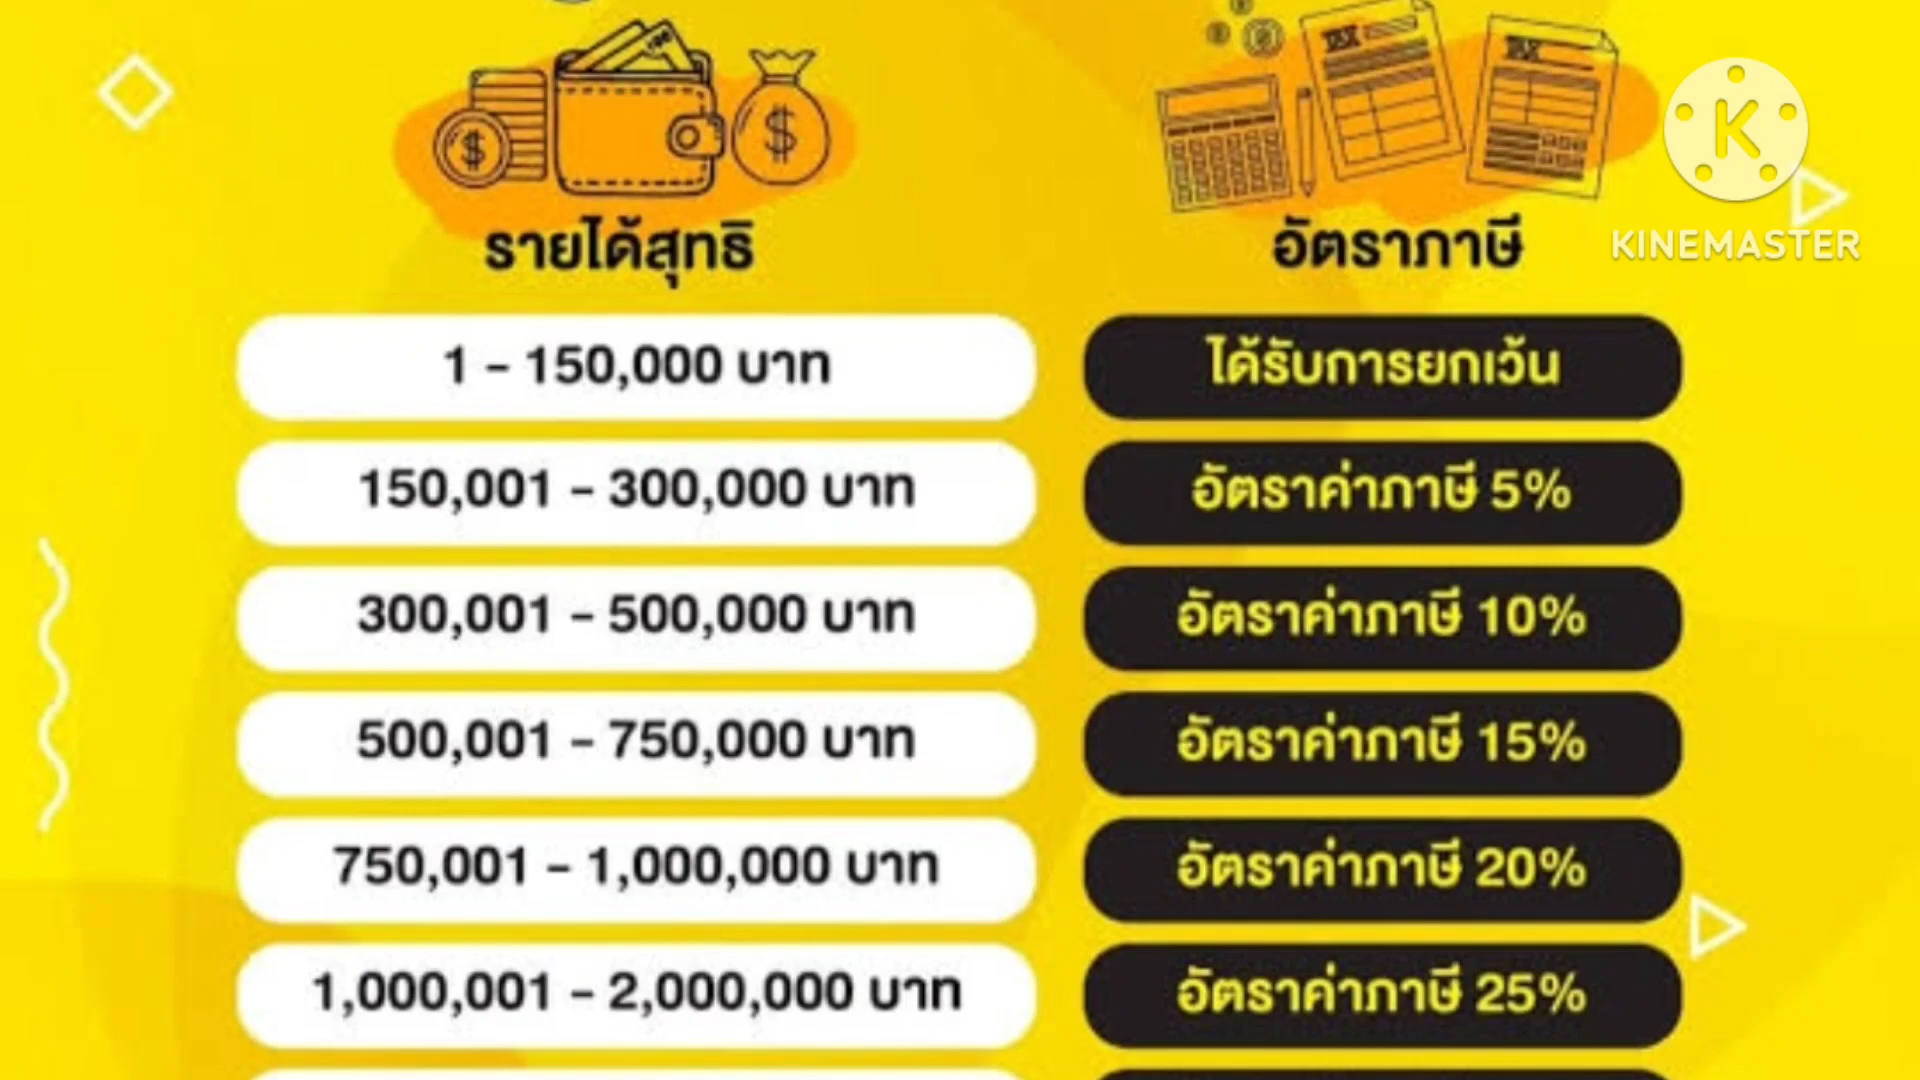 TAX
TAX
K
KINEMASTER
รายได้สุทธิ
อัตราภาษี
1 - 150,000 บาท
ได้รับการยกเว้น
150,001 - 300,000 บาท
อัตราค่าภาษี 5%
300,001 - 500,000 บาท
อัตราค่าภาษี 10%
500,001 - 750,000 บาท
อัตราค่าภาษี 15%
750,001 - 1,000,000 บาท
อัตราค่าภาษี 20%
1,000,001 - 2,000,000 บาท
อัตราค่าภาษี 25%